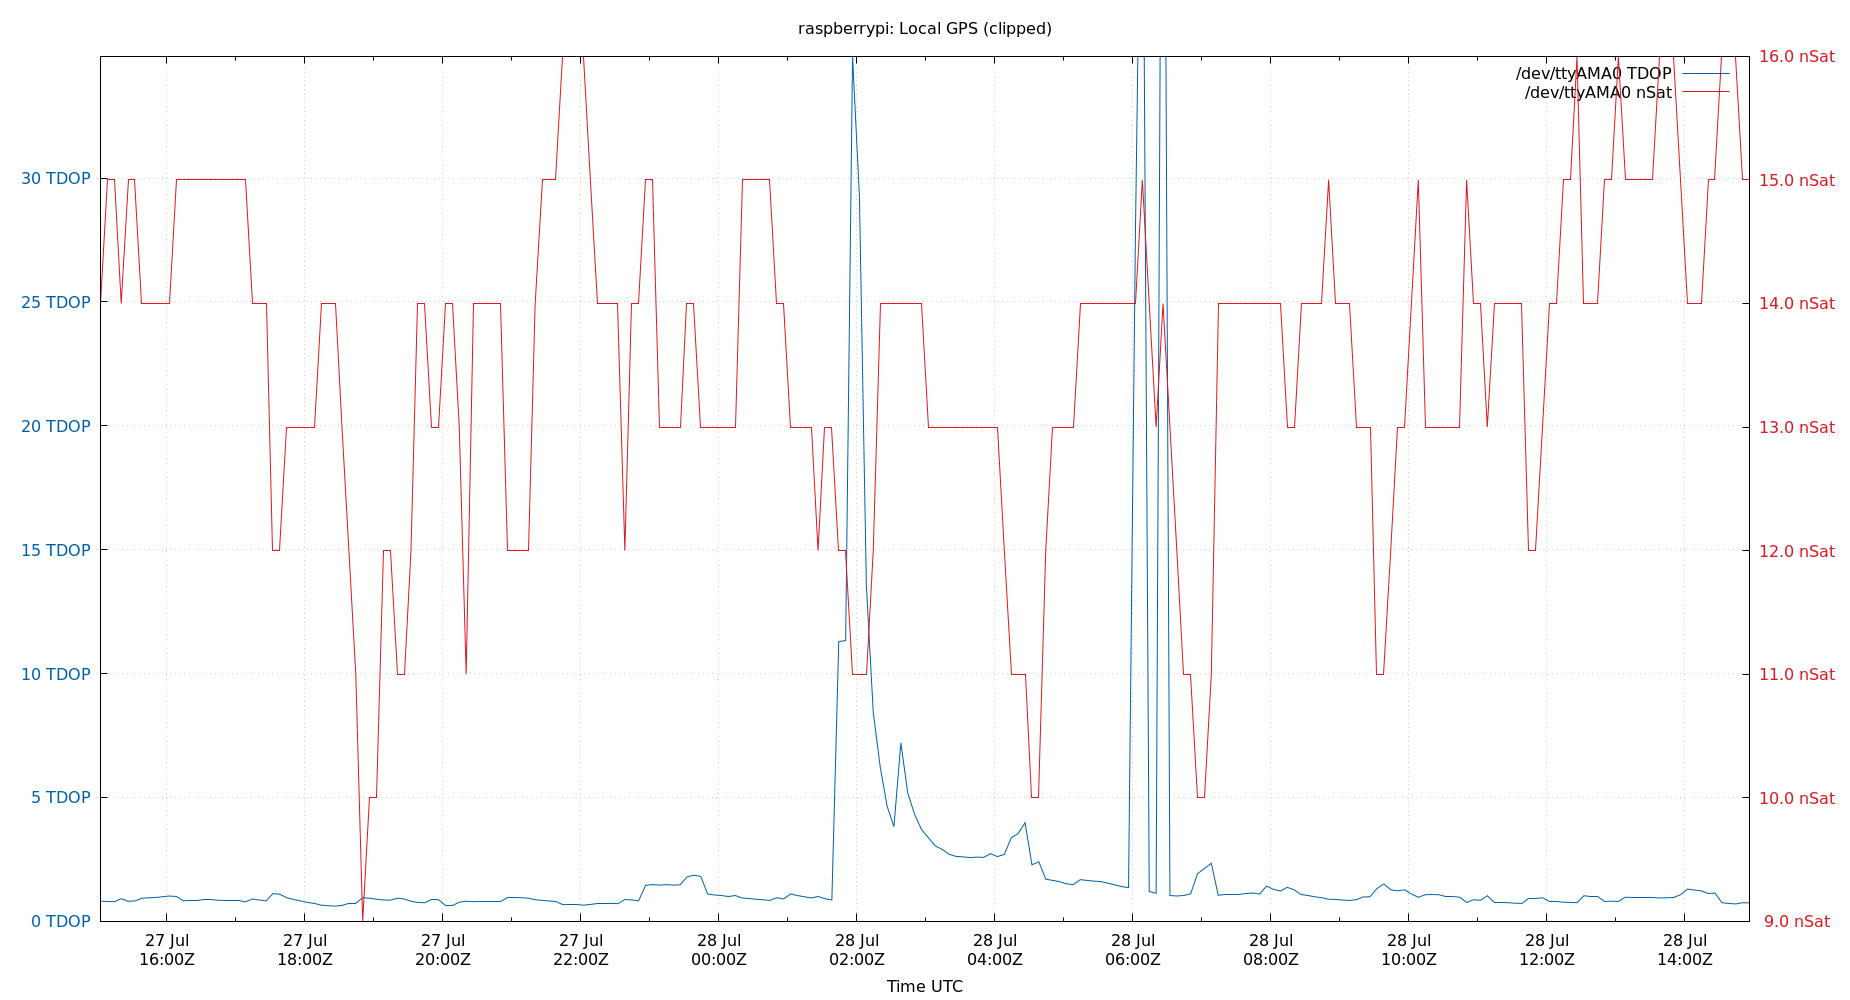 raspberrypi: Local GPS (clipped)
/dev/ttyAMA0 TDOP
/dev/ttyAMA0 nSat
30 TDOP
25 TDOP
20 TDOP
15 TDOP
10 TDOP
5 TDOP
0 TDOP
16.0 nSat
15.0 nSat
14.0 nSat
13.0 nSat
12.0 nSat
11.0 nSat
10.0 nSat
9.0 nSat
27 Jul 27 Jul 27 Jul 27 Jul 28 Jul 28 Jul 28 Jul 28 Jul 28 Jul 28 Jul 28 Jul 28 Jul
16:00Z 18:00Z 20:00Z 22:00Z 00:00Z 02:00Z 04:00Z 06:00Z 08:00Z 10:00Z 12:00Z 14:00Z
Time UTC